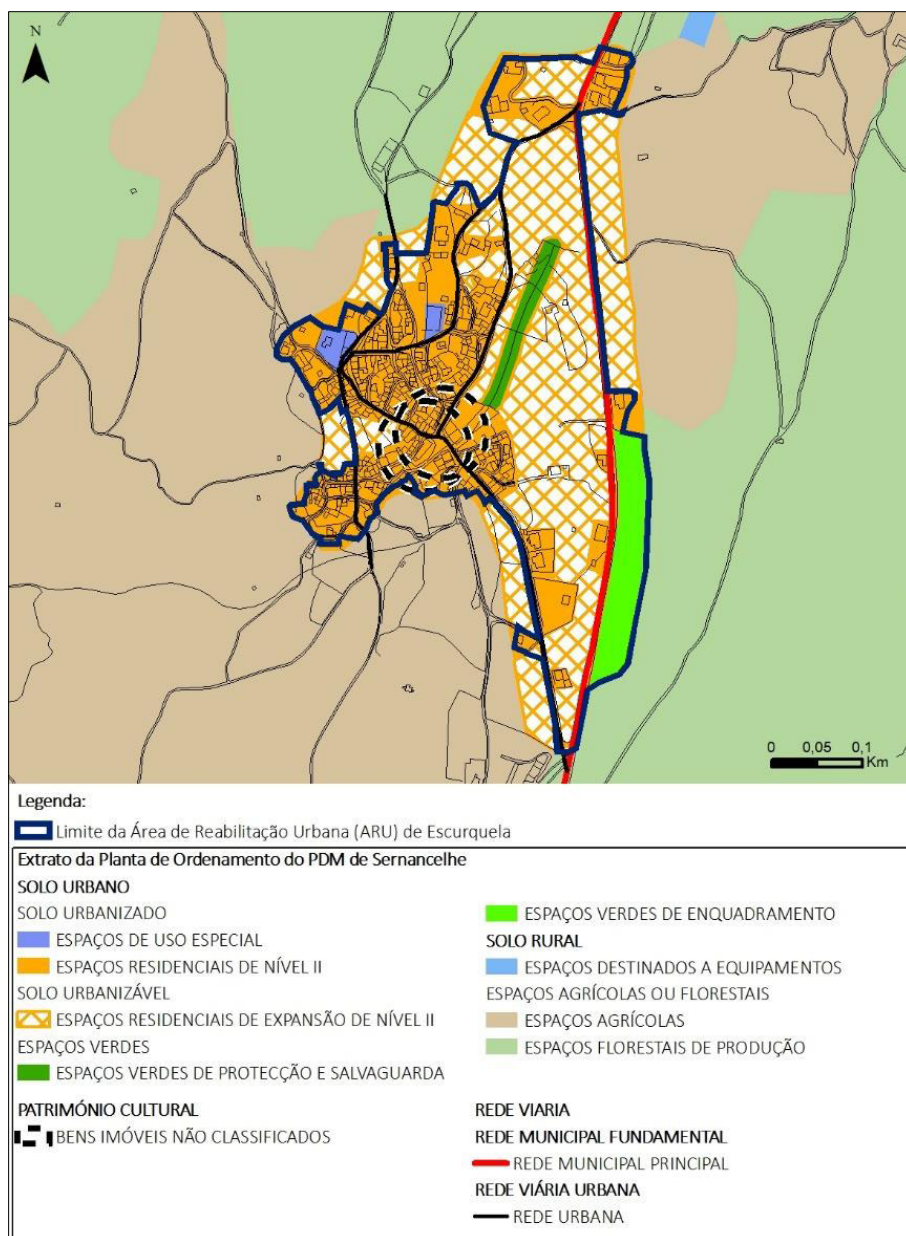 N
0 0,05 0,1
Km
Legenda:
Limite da Área de Reabilitação Urbana (ARU) de Escurquela
Extrato da Planta de Ordenamento do PDM de Sernancelhe
SOLO URBANO
SOLO URBANIZADO
ESPAÇOS DE USO ESPECIAL
ESPAÇOS RESIDENCIAIS DE NÍVEL II
SOLO URBANIZÁVEL
ESPAÇOS RESIDENCIAIS DE EXPANSÃO DE NÍVEL II
ESPAÇOS VERDES
ESPAÇOS VERDES DE PROTECÇÃO E SALVAGUARDA
ESPAÇOS VERDES DE ENQUADRAMENTO
SOLO RURAL
ESPAÇOS DESTINADOS A EQUIPAMENTOS
ESPAÇOS AGRÍCOLAS OU FLORESTAIS
ESPAÇOS AGRÍCOLAS
ESPAÇOS FLORESTAIS DE PRODUÇÃO
PATRIMÓNIO CULTURAL
BENS IMÓVEIS NÃO CLASSIFICADOS
REDE VIARIA
REDE MUNICIPAL FUNDAMENTAL
REDE MUNICIPAL PRINCIPAL
REDE VIÁRIA URBANA
REDE URBANA